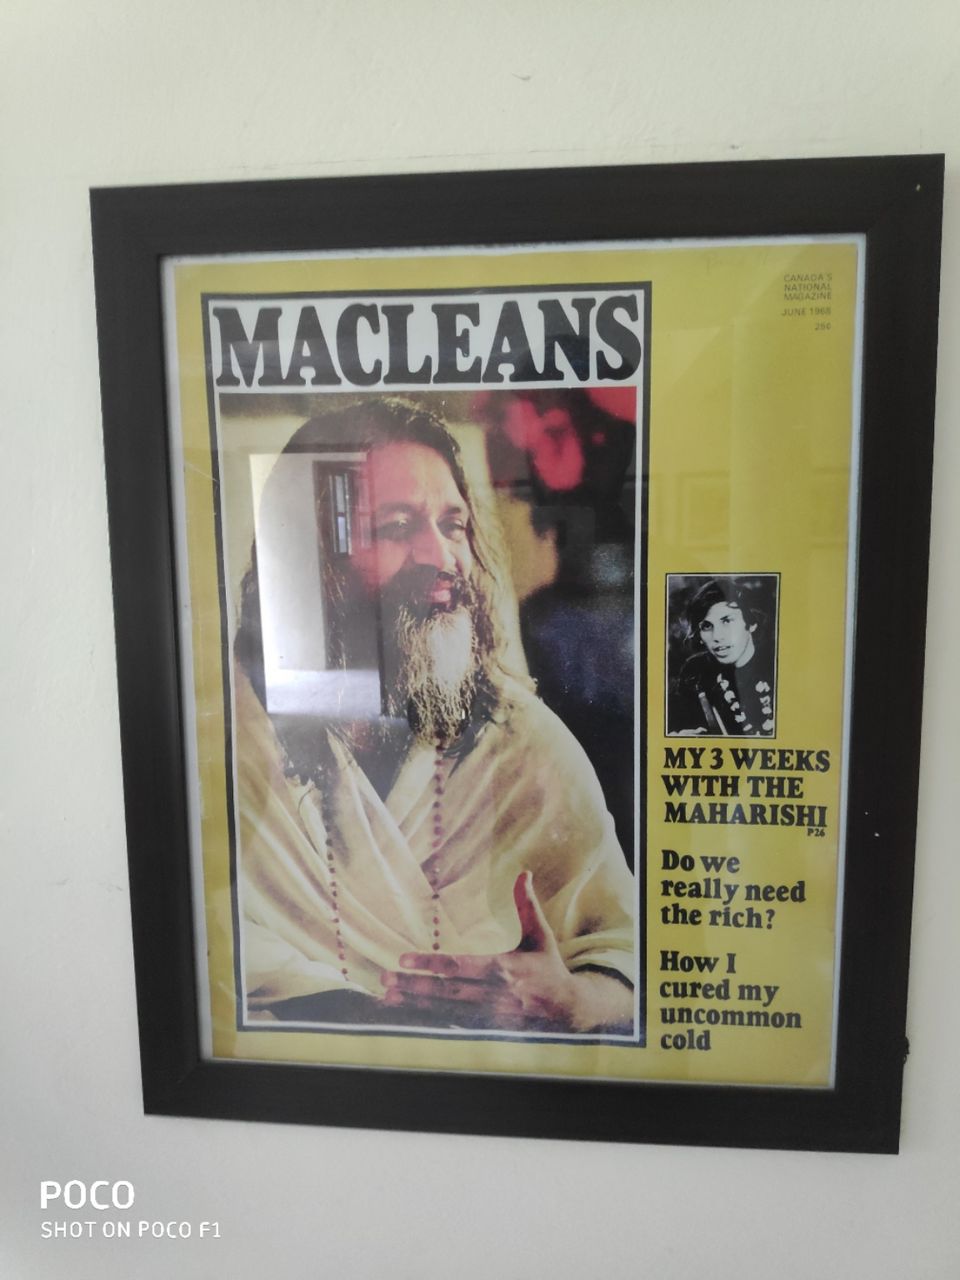 CANADA'S
NATIONAL
MAGAZINE
JUNE 1968
25¢
MACLEANS
MY 3 WEEKS
WITH THE
MAHARISHI
P26
Do we
really need
the rich?
How I
cured my
uncommon
cold
POCO
SHOT ON POCO F1